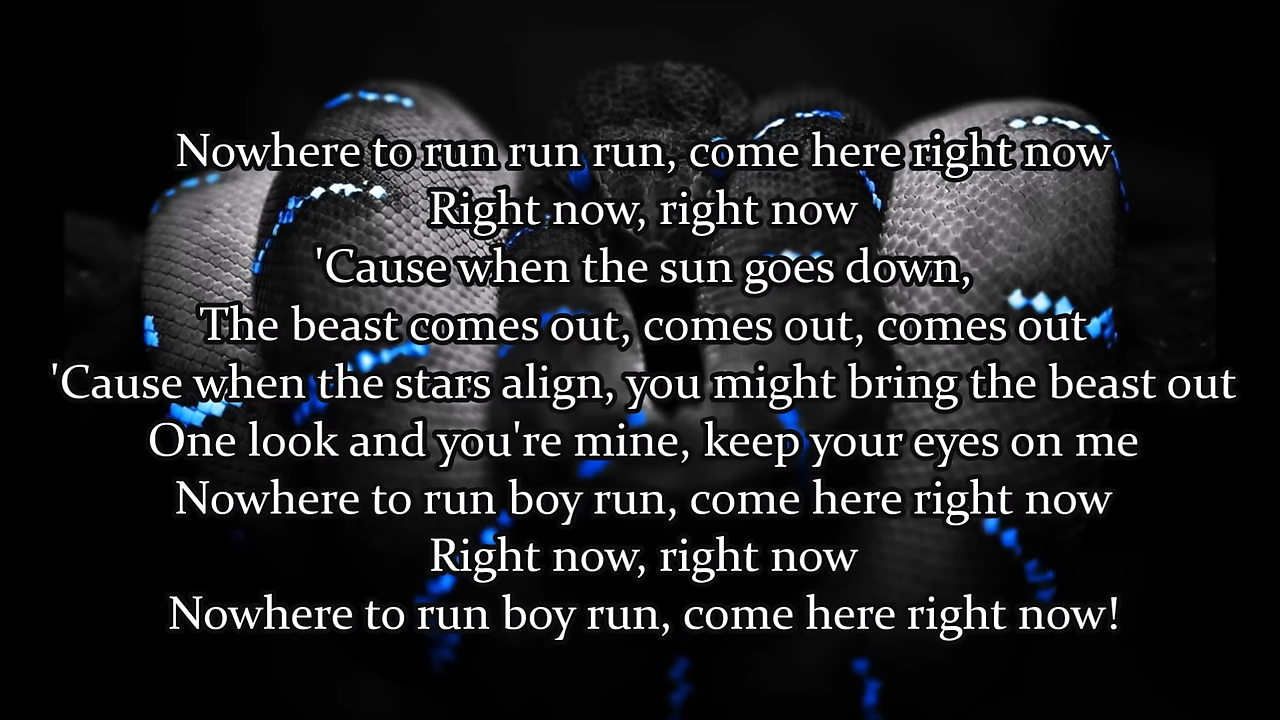 Nowhere to run run run, come here right now
Right now, right now
'Cause when the sun goes down,
The beast comes out, comes out, comes out
'Cause when the stars align, you might bring the beast out
One look and you're mine, keep your eyes on me
Nowhere to run boy run, come here right now
Right now, right now
Nowhere to run boy run, come here right now!